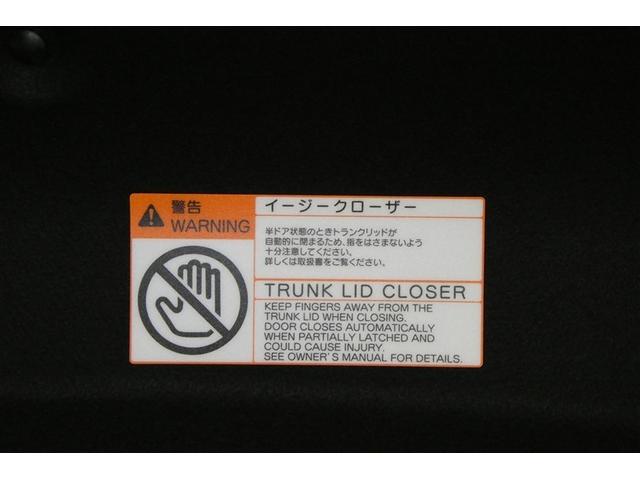 警告
WARNING
イージークローザー
半ドア状態のときトランクリッドが
自動的に閉まるため、指をはさまないよう
十分注意してください。
詳しくは取扱書をご覧ください。
TRUNK LID CLOSER
KEEP FINGERS AWAY FROM THE
TRUNK LID WHEN CLOSING.
DOOR CLOSES AUTOMATICALLY
WHEN PARTIALLY LATCHED AND
COULD CAUSE INJURY.
SEE OWNER'S MANUAL FOR DETAILS.